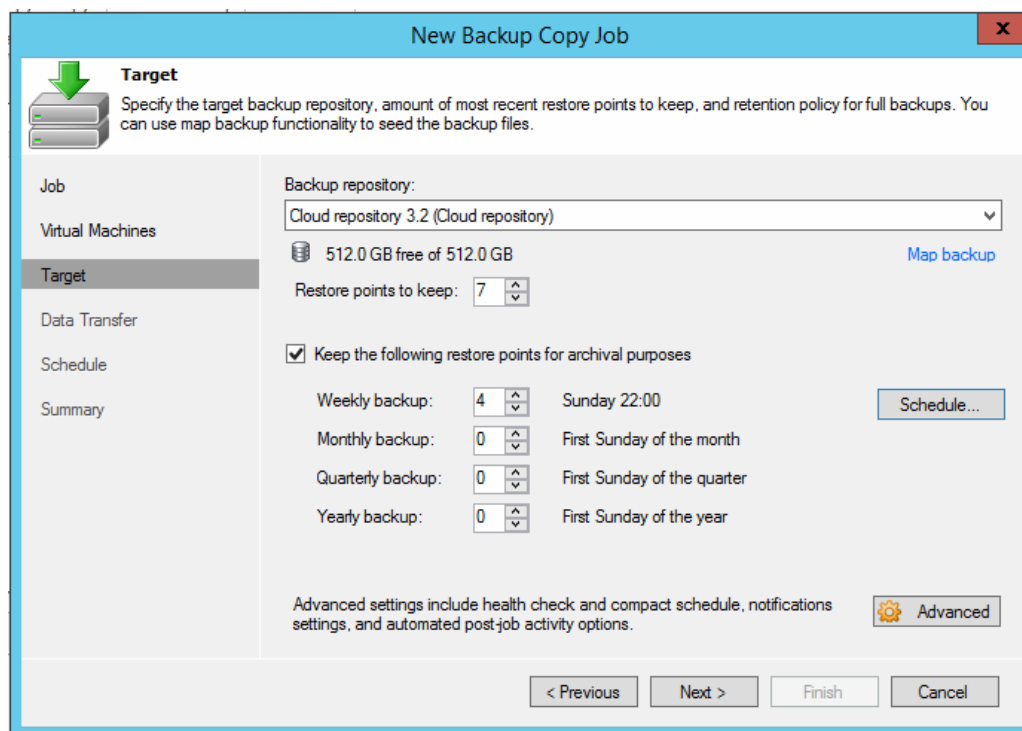 New Backup Copy Job
x
Target
Specify the target backup repository, amount of most recent restore points to keep, and retention policy for full backups. You
can use map backup functionality to seed the backup files.
Job
Virtual Machines
Target
Data Transfer
Schedule
Summary
Backup repository:
Cloud repository 3.2 (Cloud repository)
512.0 GB free of 512.0 GB
Map backup
Restore points to keep: 7
Keep the following restore points for archival purposes
Weekly backup: 4 Sunday 22:00 Schedule...
Monthly backup: 0 First Sunday of the month
Quarterly backup: 0 First Sunday of the quarter
Yearly backup: 0 First Sunday of the year
Advanced settings include health check and compact schedule, notifications
settings, and automated post-job activity options.
Advanced
< Previous Next > Finish Cancel